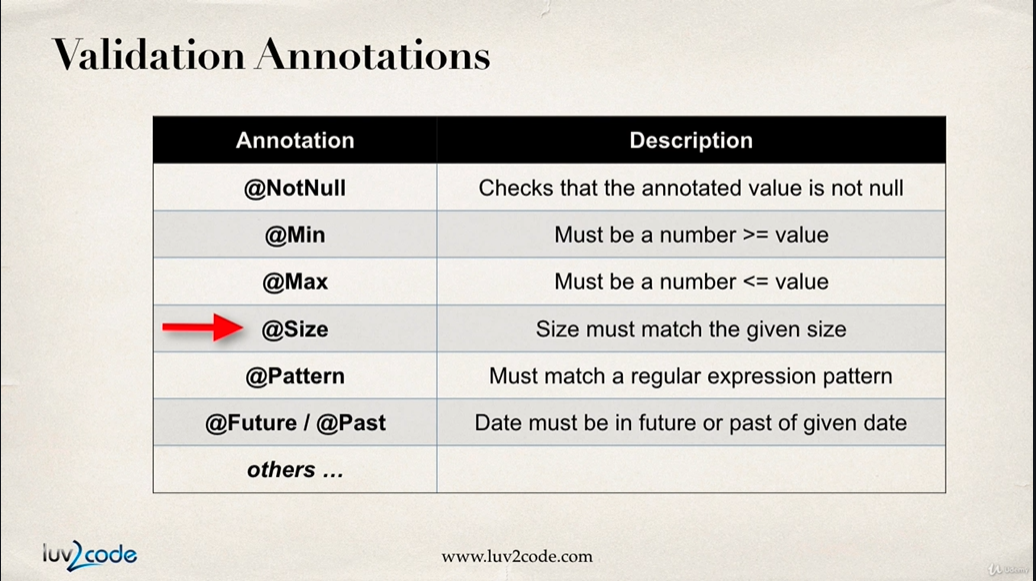 Validation Annotations
Annotation Description
@NotNull Checks that the annotated value is not null
@Min Must be a number >= value
@Max Must be a number <= value
@Size Size must match the given size
@Pattern Must match a regular expression pattern
@Future / @Past Date must be in future or past of given date
others …
luv2code www.luv2code.com
Udemy